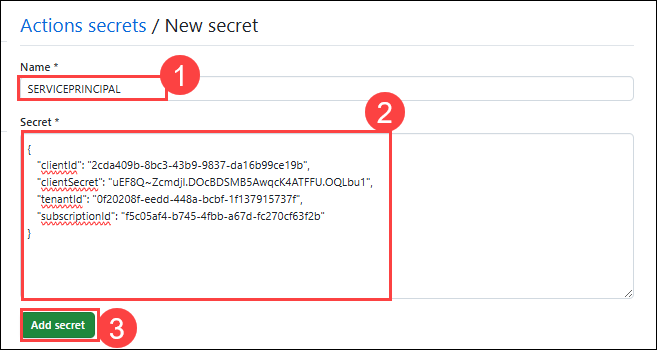 Actions secrets / New secret
Name *
1
SERVICEPRINCIPAL
Secret *
2
{
"clientId": "2cda409b-8bc3-43b9-9837-da16b99ce19b",
"clientSecret": "uEF8Q~Zcmdjl.DOcBDSMB5AwqcK4ATFFU.OQLbu1",
"tenantId": "0f20208f-eedd-448a-bcbf-1f137915737f",
"subscriptionId": "f5c05af4-b745-4fbb-a67d-fc270cf63f2b"
}
Add secret
3